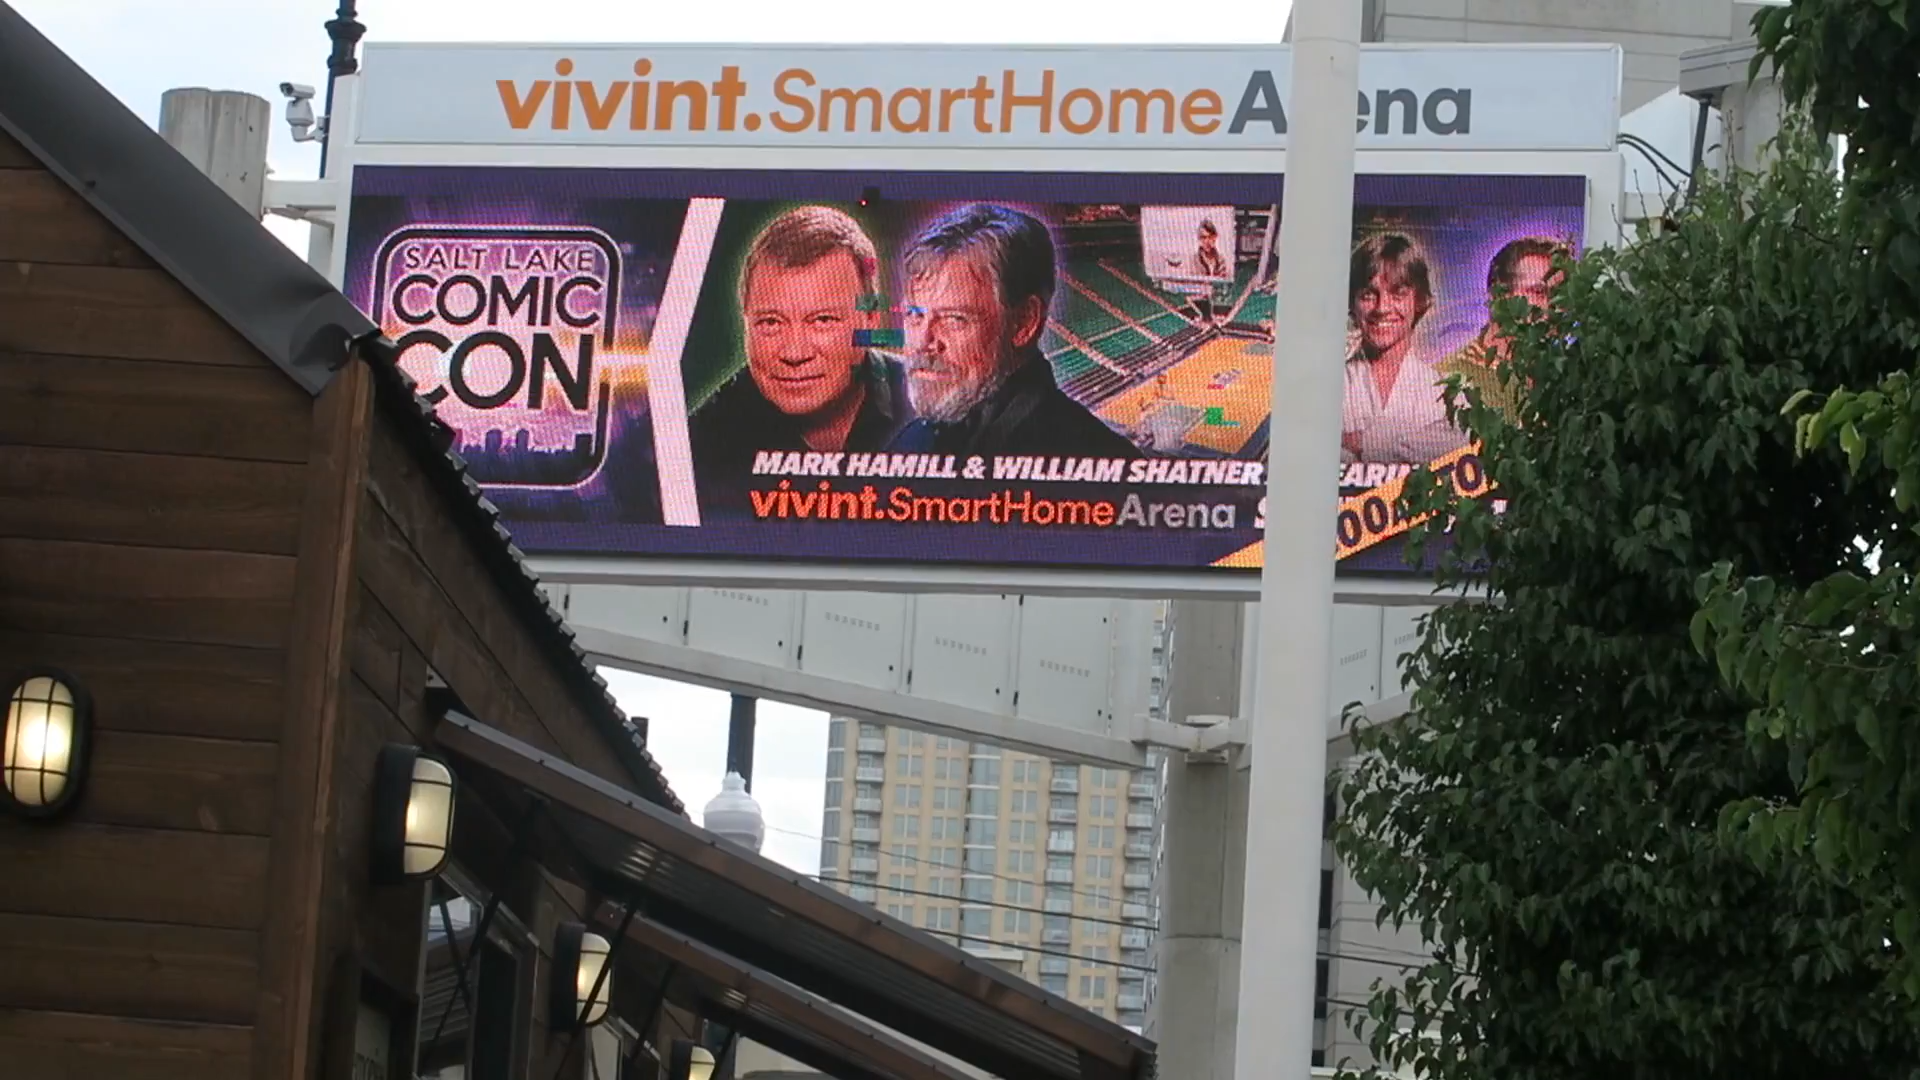 vivint.SmartHomeArena
SALT LAKE
COMIC
CON
MARK HAMILL & WILLIAM SHATNER
vivint.SmartHomeArena